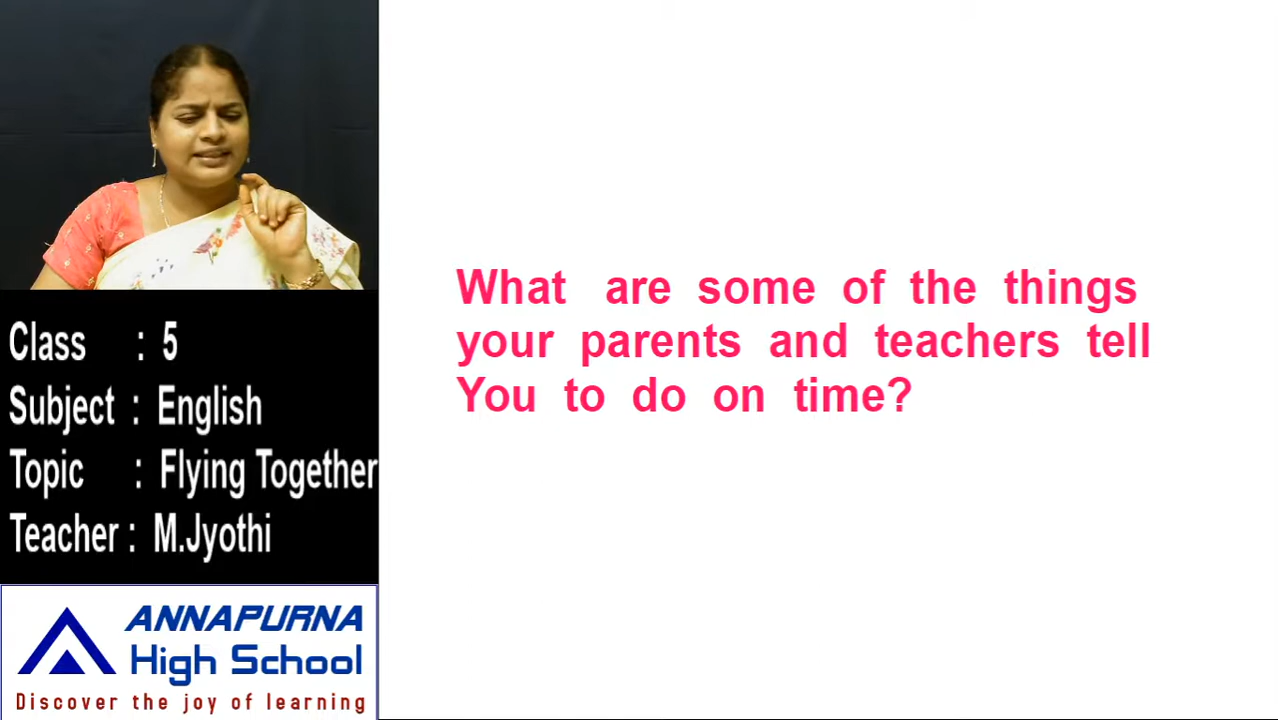 What are some of the things
your parents and teachers tell
You to do on time?
Class : 5
Subject : English
Topic : Flying Together
Teacher : M.Jyothi
ANNAPURNA
High School
Discover the joy of learning